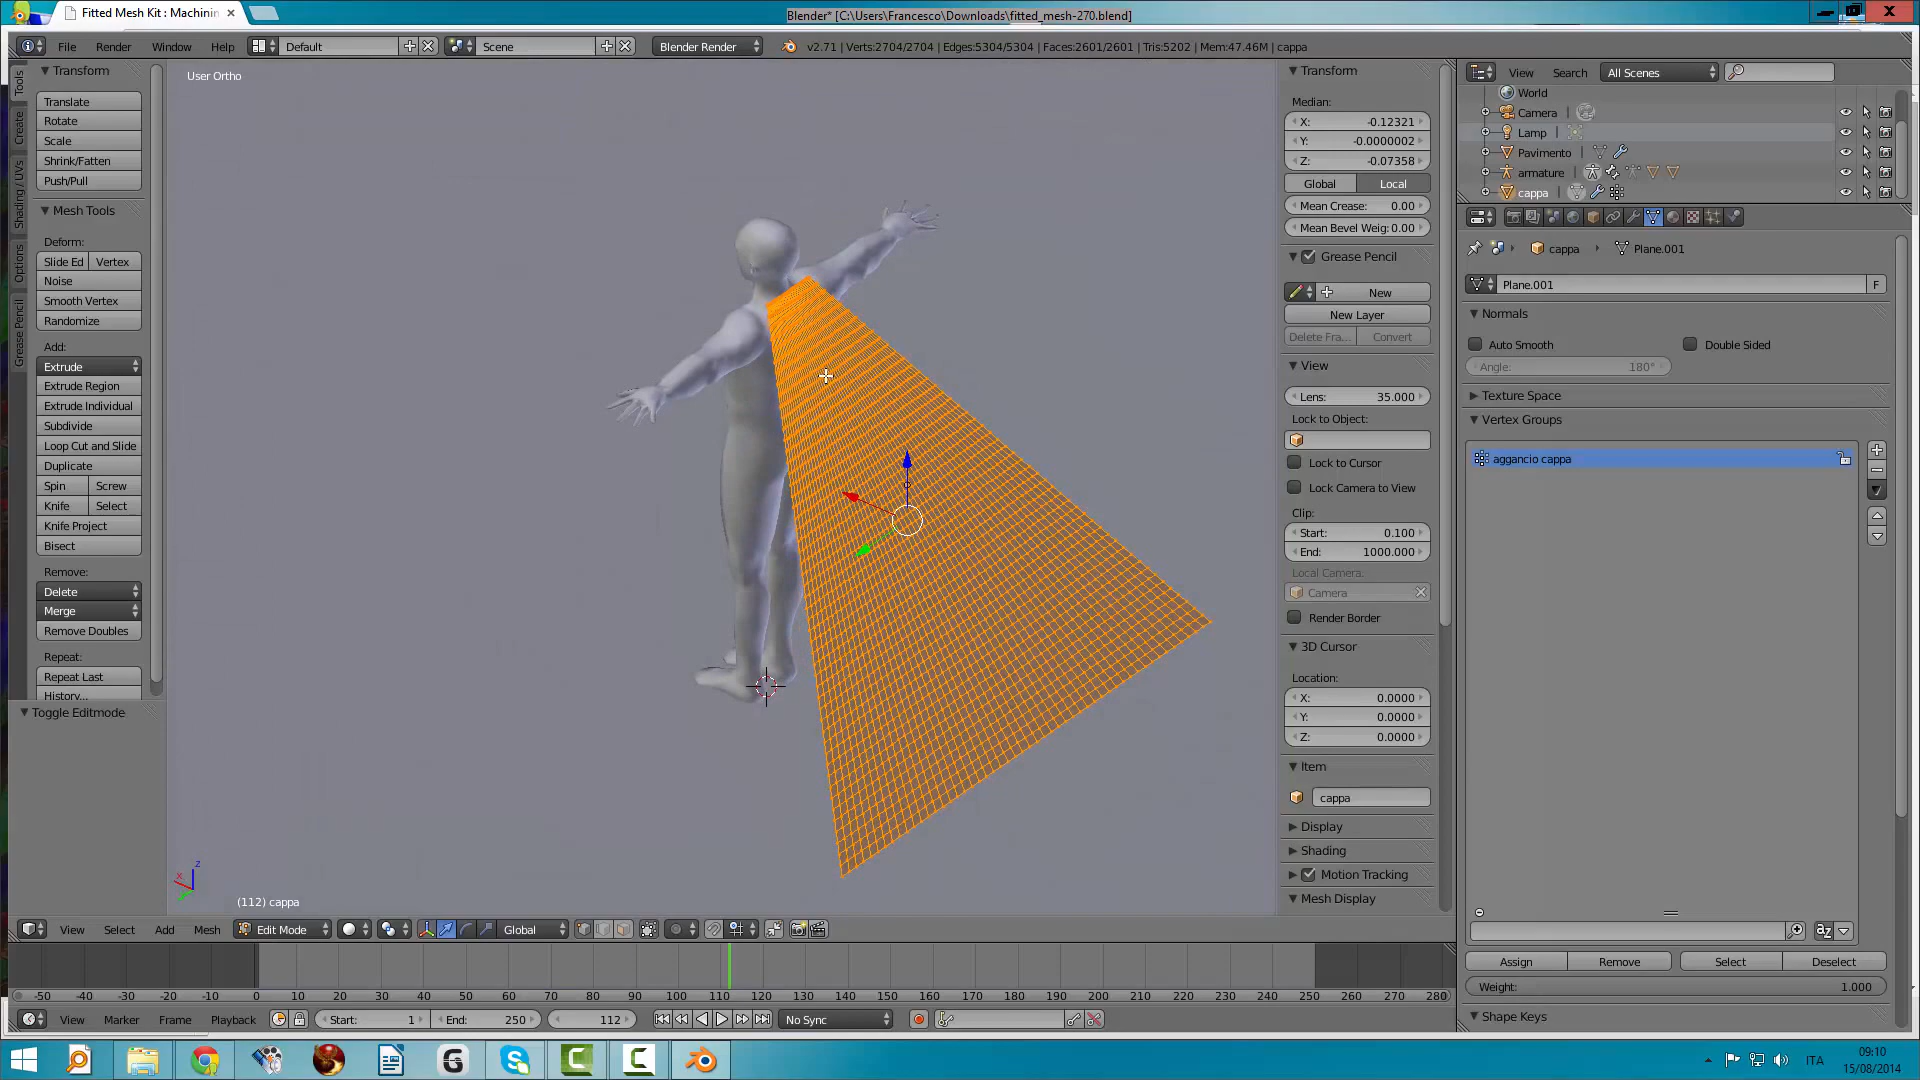 Fitted Mesh Kit : Machinin ×
Blender* [C:\Users\Francesco\Downloads\fitted_mesh-270.blend]
File Render Window Help Default Scene Blender Render v2.71 | Verts:2704/2704 | Edges:5304/5304 | Faces:2601/2601 | Tris:5202 | Mem:47.46M | cappa
Tools
Create
Shading / UVs
Options
Grease Pencil
Transform
Translate
Rotate
Scale
Shrink/Fatten
Push/Pull
Mesh Tools
Deform:
Slide Ed Vertex
Noise
Smooth Vertex
Randomize
Add:
Extrude
Extrude Region
Extrude Individual
Subdivide
Loop Cut and Slide
Duplicate
Spin Screw
Knife Select
Knife Project
Bisect
Remove:
Delete
Merge
Remove Doubles
Repeat:
Repeat Last
History...
Toggle Editmode
User Ortho
z
x
(112) cappa
Transform
Median:
X: -0.12321
Y: -0.0000002
Z: -0.07358
Global Local
Mean Crease: 0.00
Mean Bevel Weig: 0.00
Grease Pencil
New
New Layer
Delete Fra... Convert
View
Lens: 35.000
Lock to Object:
Lock to Cursor
Lock Camera to View
Clip:
Start: 0.100
End: 1000.000
Local Camera:
Camera
Render Border
3D Cursor
Location:
X: 0.0000
Y: 0.0000
Z: 0.0000
Item
cappa
Display
Shading
Motion Tracking
Mesh Display
View Search All Scenes
World
Camera
Lamp
Pavimento
armature
cappa
cappa Plane.001
Plane.001 F
Normals
Auto Smooth Double Sided
Angle: 180°
Texture Space
Vertex Groups
aggancio cappa
Assign Remove Select Deselect
Weight: 1.000
Shape Keys
View Select Add Mesh Edit Mode Global
-50 -40 -30 -20 -10 0 10 20 30 40 50 60 70 80 90 100 110 120 130 140 150 160 170 180 190 200 210 220 230 240 250 260 270 280
View Marker Frame Playback Start: 1 End: 250 112 No Sync
ITA
09:10
15/08/2014